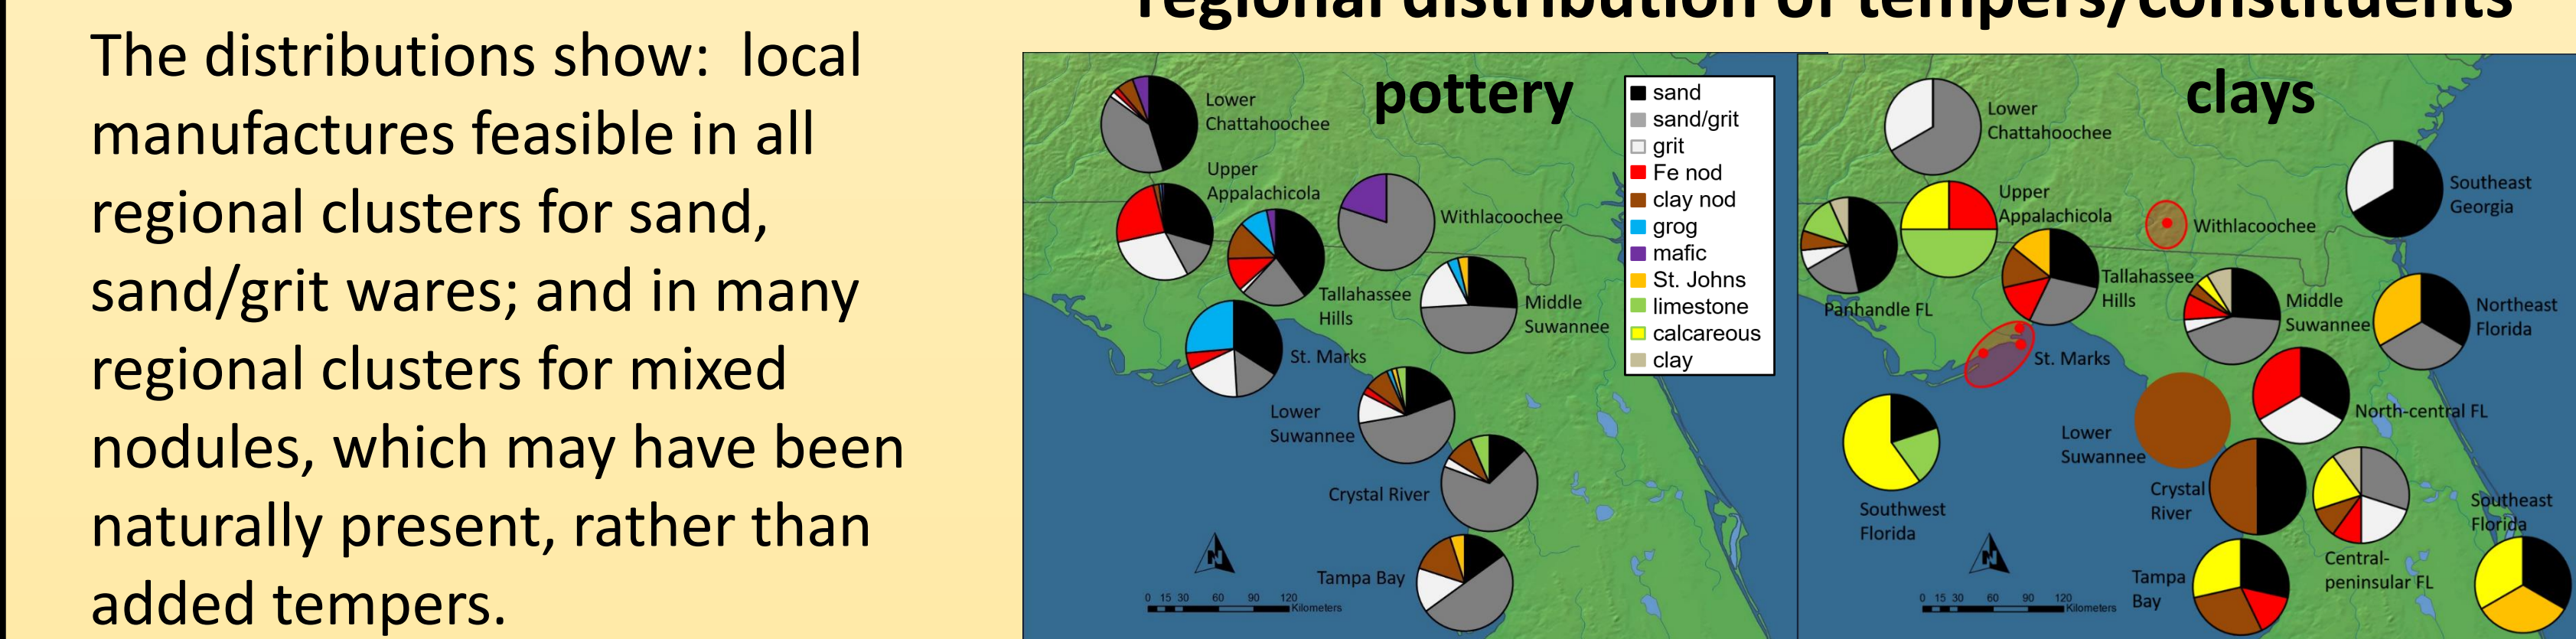 regional distribution of tempers/constituents
The distributions show:  local
manufactures feasible in all
regional clusters for sand,
sand/grit wares; and in many
regional clusters for mixed
nodules, which may have been
naturally present, rather than
added tempers.
pottery
Lower
Chattahoochee
Upper
Appalachicola
Withlacoochee
Tallahassee
Hills
Middle
Suwannee
St. Marks
Lower
Suwannee
Crystal River
Tampa Bay
N
0 15 30 60 90 120
Kilometers
sand
sand/grit
grit
Fe nod
clay nod
grog
mafic
St. Johns
limestone
calcareous
clay
clays
Lower
Chattahoochee
Southeast
Georgia
Upper
Appalachicola
Withlacoochee
Panhandle FL
Tallahassee
Hills
Middle
Suwannee
Northeast
Florida
St. Marks
North-central FL
Lower
Suwannee
Southwest
Florida
Crystal
River
Southeast
Florida
Central-
peninsular FL
Tampa
Bay
N
0 15 30 60 90 120
Kilometers